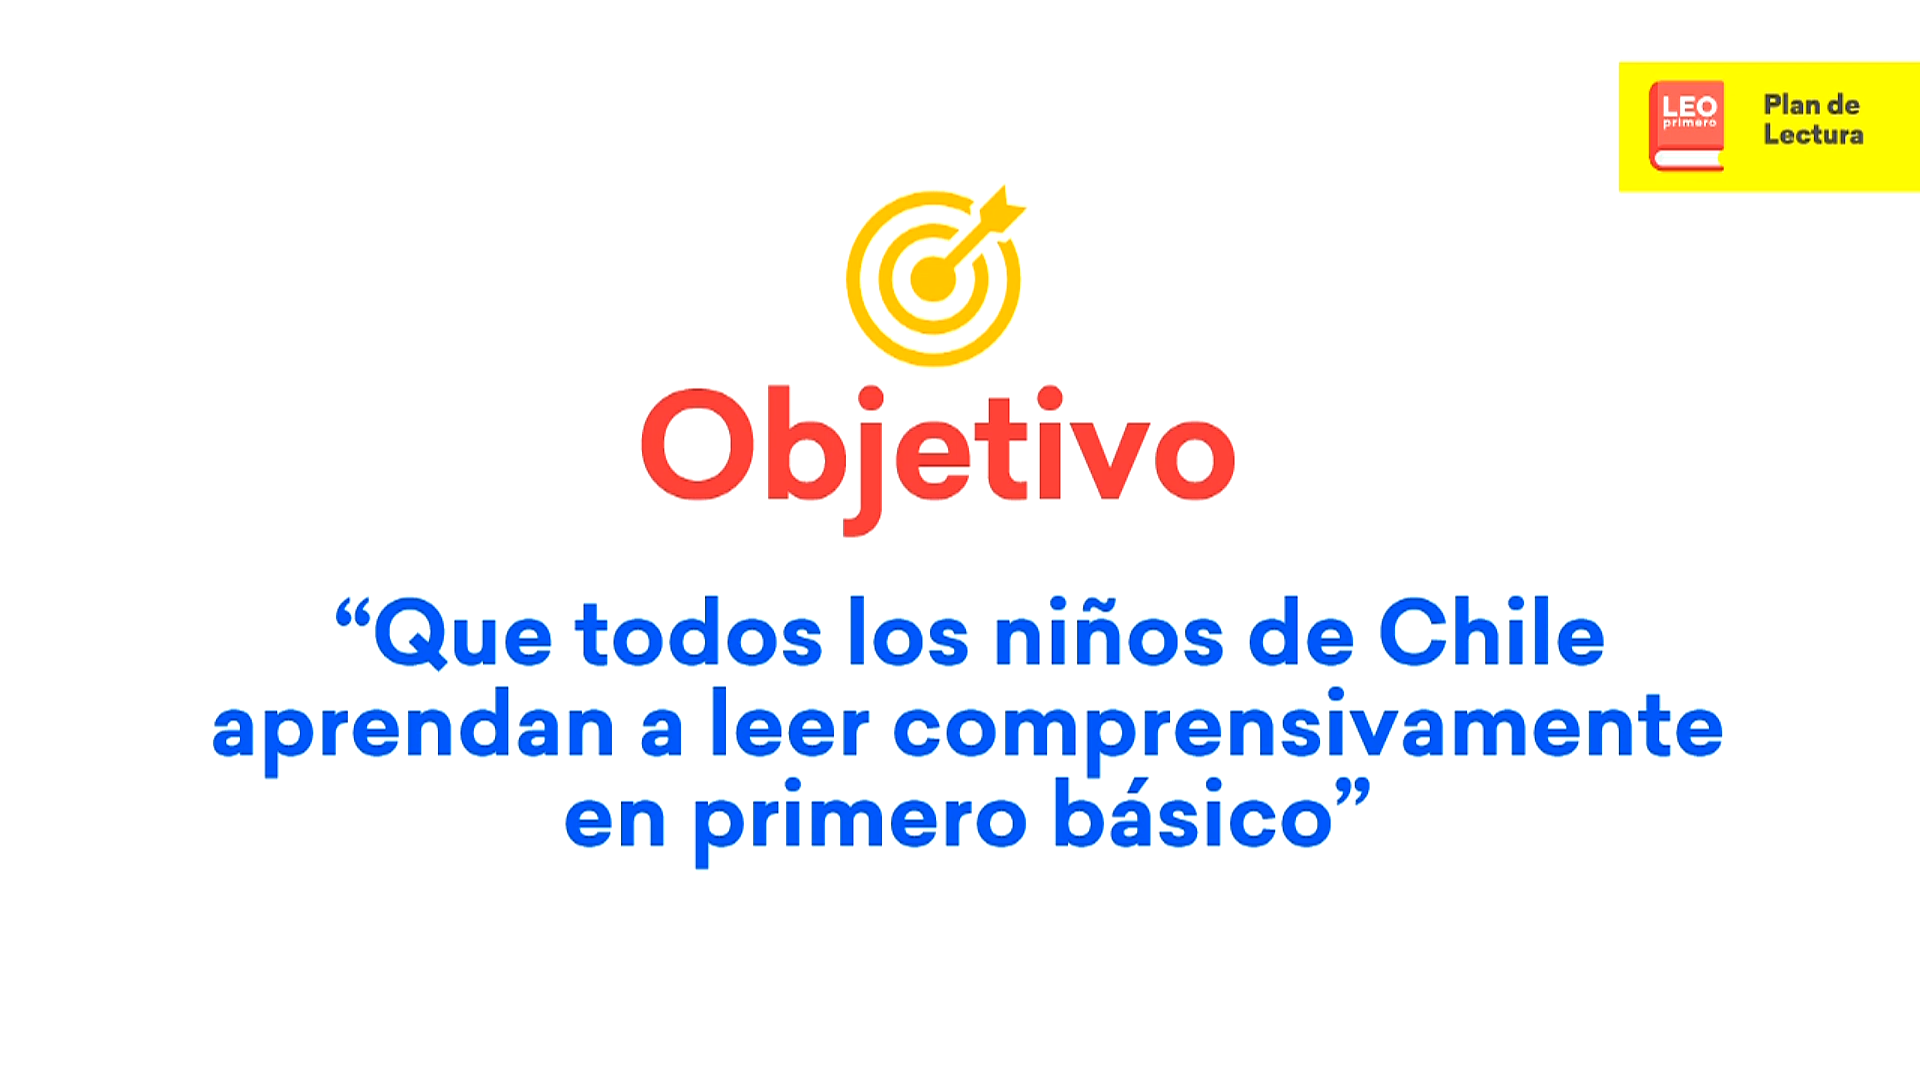 LEO
primero
Plan de
Lectura
Objetivo
“Que todos los niños de Chile
aprendan a leer comprensivamente
en primero básico”